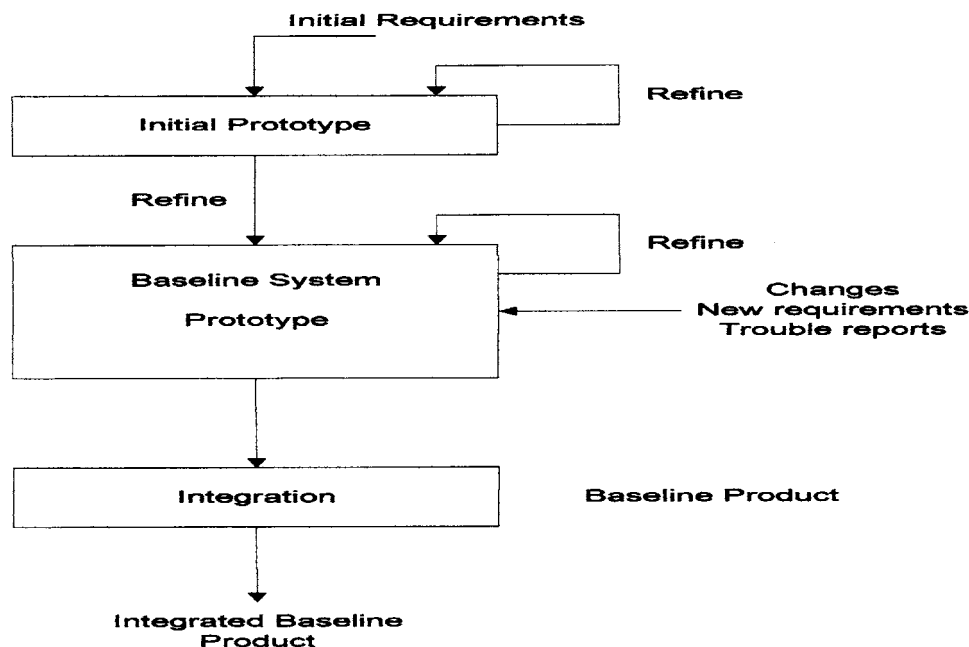 Initial Requirements
Refine
Initial Prototype
Refine
Refine
Baseline System
Prototype
Changes
New requirements
Trouble reports
Integration
Baseline Product
Integrated Baseline
Product